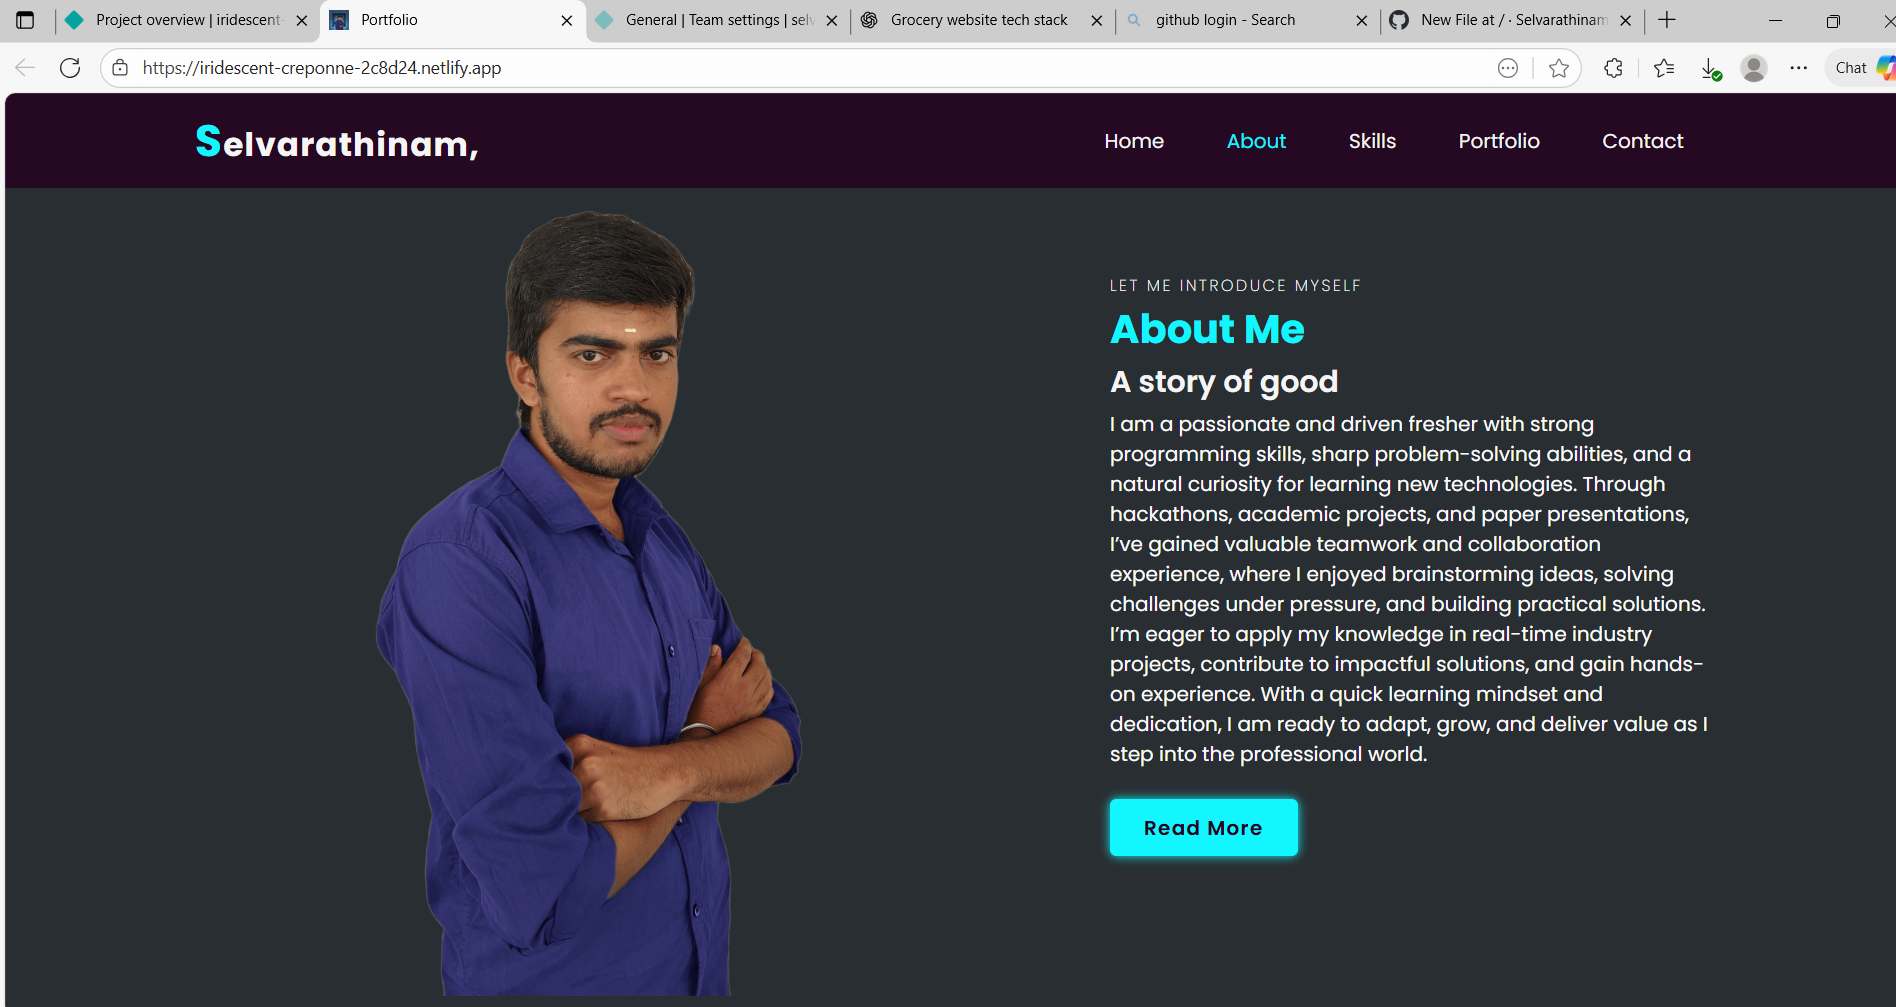 Project overview | iridescent-
Portfolio
General | Team settings | selv
Grocery website tech stack
github login - Search
New File at / · Selvarathinam
https://iridescent-creponne-2c8d24.netlify.app
Chat
Selvarathinam,
Home
About
Skills
Portfolio
Contact
LET ME INTRODUCE MYSELF
About Me
A story of good
I am a passionate and driven fresher with strong
programming skills, sharp problem-solving abilities, and a
natural curiosity for learning new technologies. Through
hackathons, academic projects, and paper presentations,
I’ve gained valuable teamwork and collaboration
experience, where I enjoyed brainstorming ideas, solving
challenges under pressure, and building practical solutions.
I’m eager to apply my knowledge in real-time industry
projects, contribute to impactful solutions, and gain hands-
on experience. With a quick learning mindset and
dedication, I am ready to adapt, grow, and deliver value as I
step into the professional world.
Read More